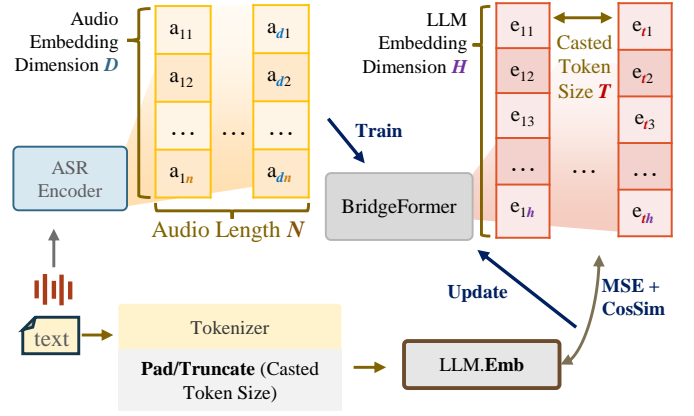 Audio
Embedding
Dimension D
a11
a12
...
a1n
...
ad1
ad2
...
adn
Audio Length N
ASR
Encoder
Train
BridgeFormer
LLM
Embedding
Dimension H
e11
e12
e13
...
e1h
Casted
Token
Size T
...
et1
et2
et3
...
eth
Update
MSE +
CosSim
text
Tokenizer
Pad/Truncate (Casted
Token Size)
LLM.Emb